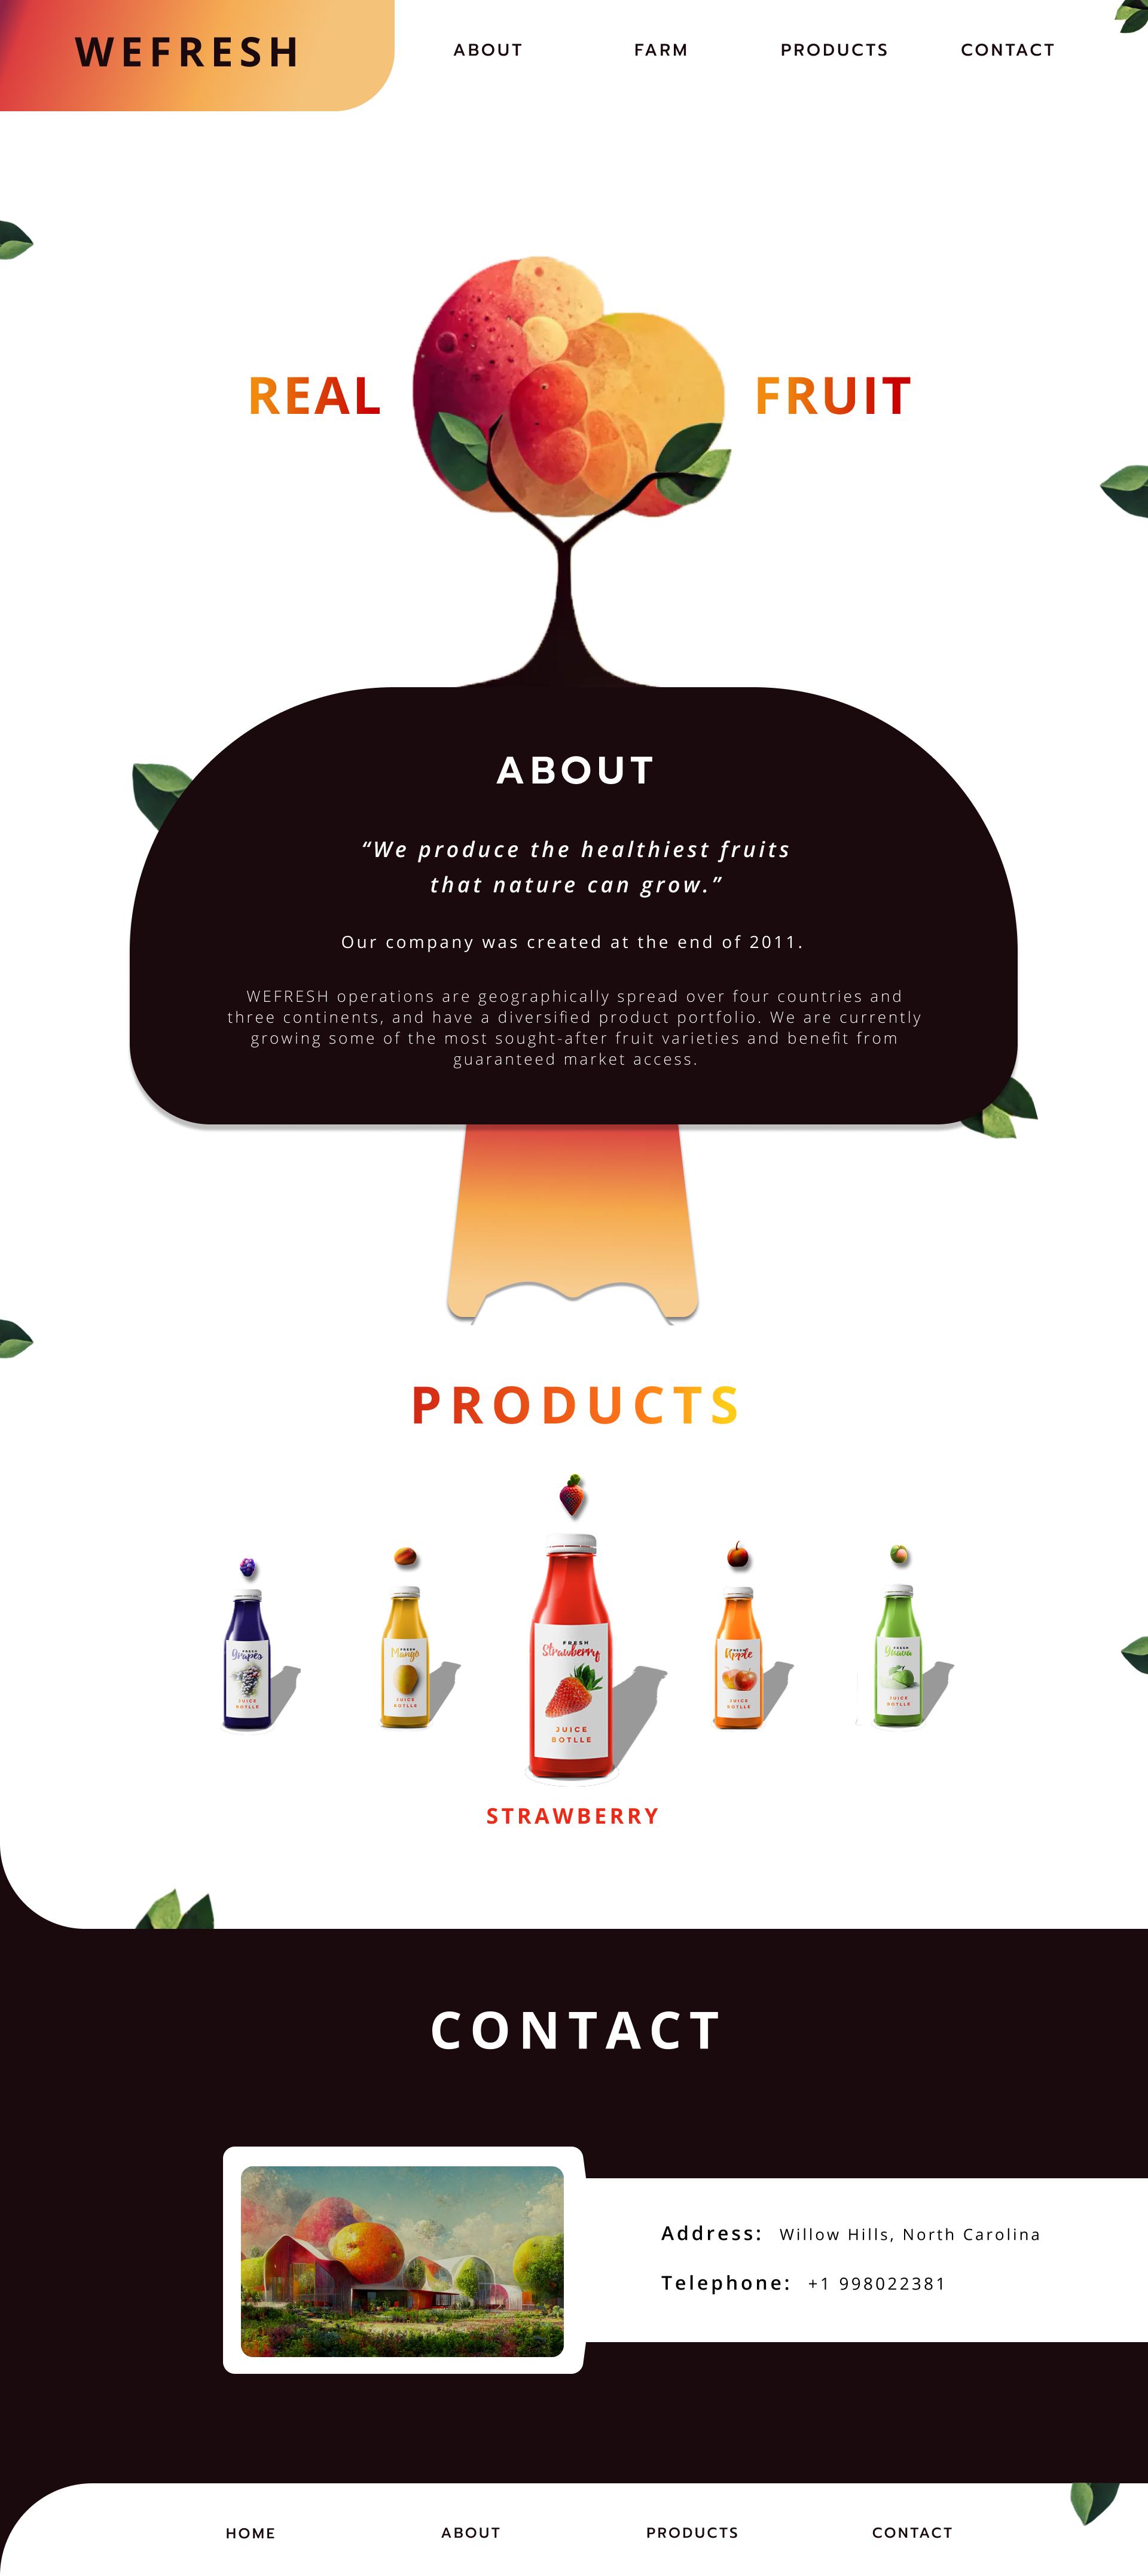 WEFRESH
ABOUT
FARM
PRODUCTS
CONTACT
REAL
FRUIT
ABOUT
“We produce the healthiest fruits
that nature can grow.”
Our company was created at the end of 2011.
WEFRESH operations are geographically spread over four countries and
three continents, and have a diversified product portfolio. We are currently
growing some of the most sought-after fruit varieties and benefit from
guaranteed market access.
PRODUCTS
FRESH
Grapes
JUICE
BOTLLE
FRESH
Mango
JUICE
BOTLLE
FRESH
Strawberry
JUICE
BOTLLE
FRESH
Apple
JUICE
BOTLLE
FRESH
Guava
JUICE
BOTLLE
STRAWBERRY
CONTACT
Address: Willow Hills, North Carolina
Telephone: +1 998022381
HOME
ABOUT
PRODUCTS
CONTACT